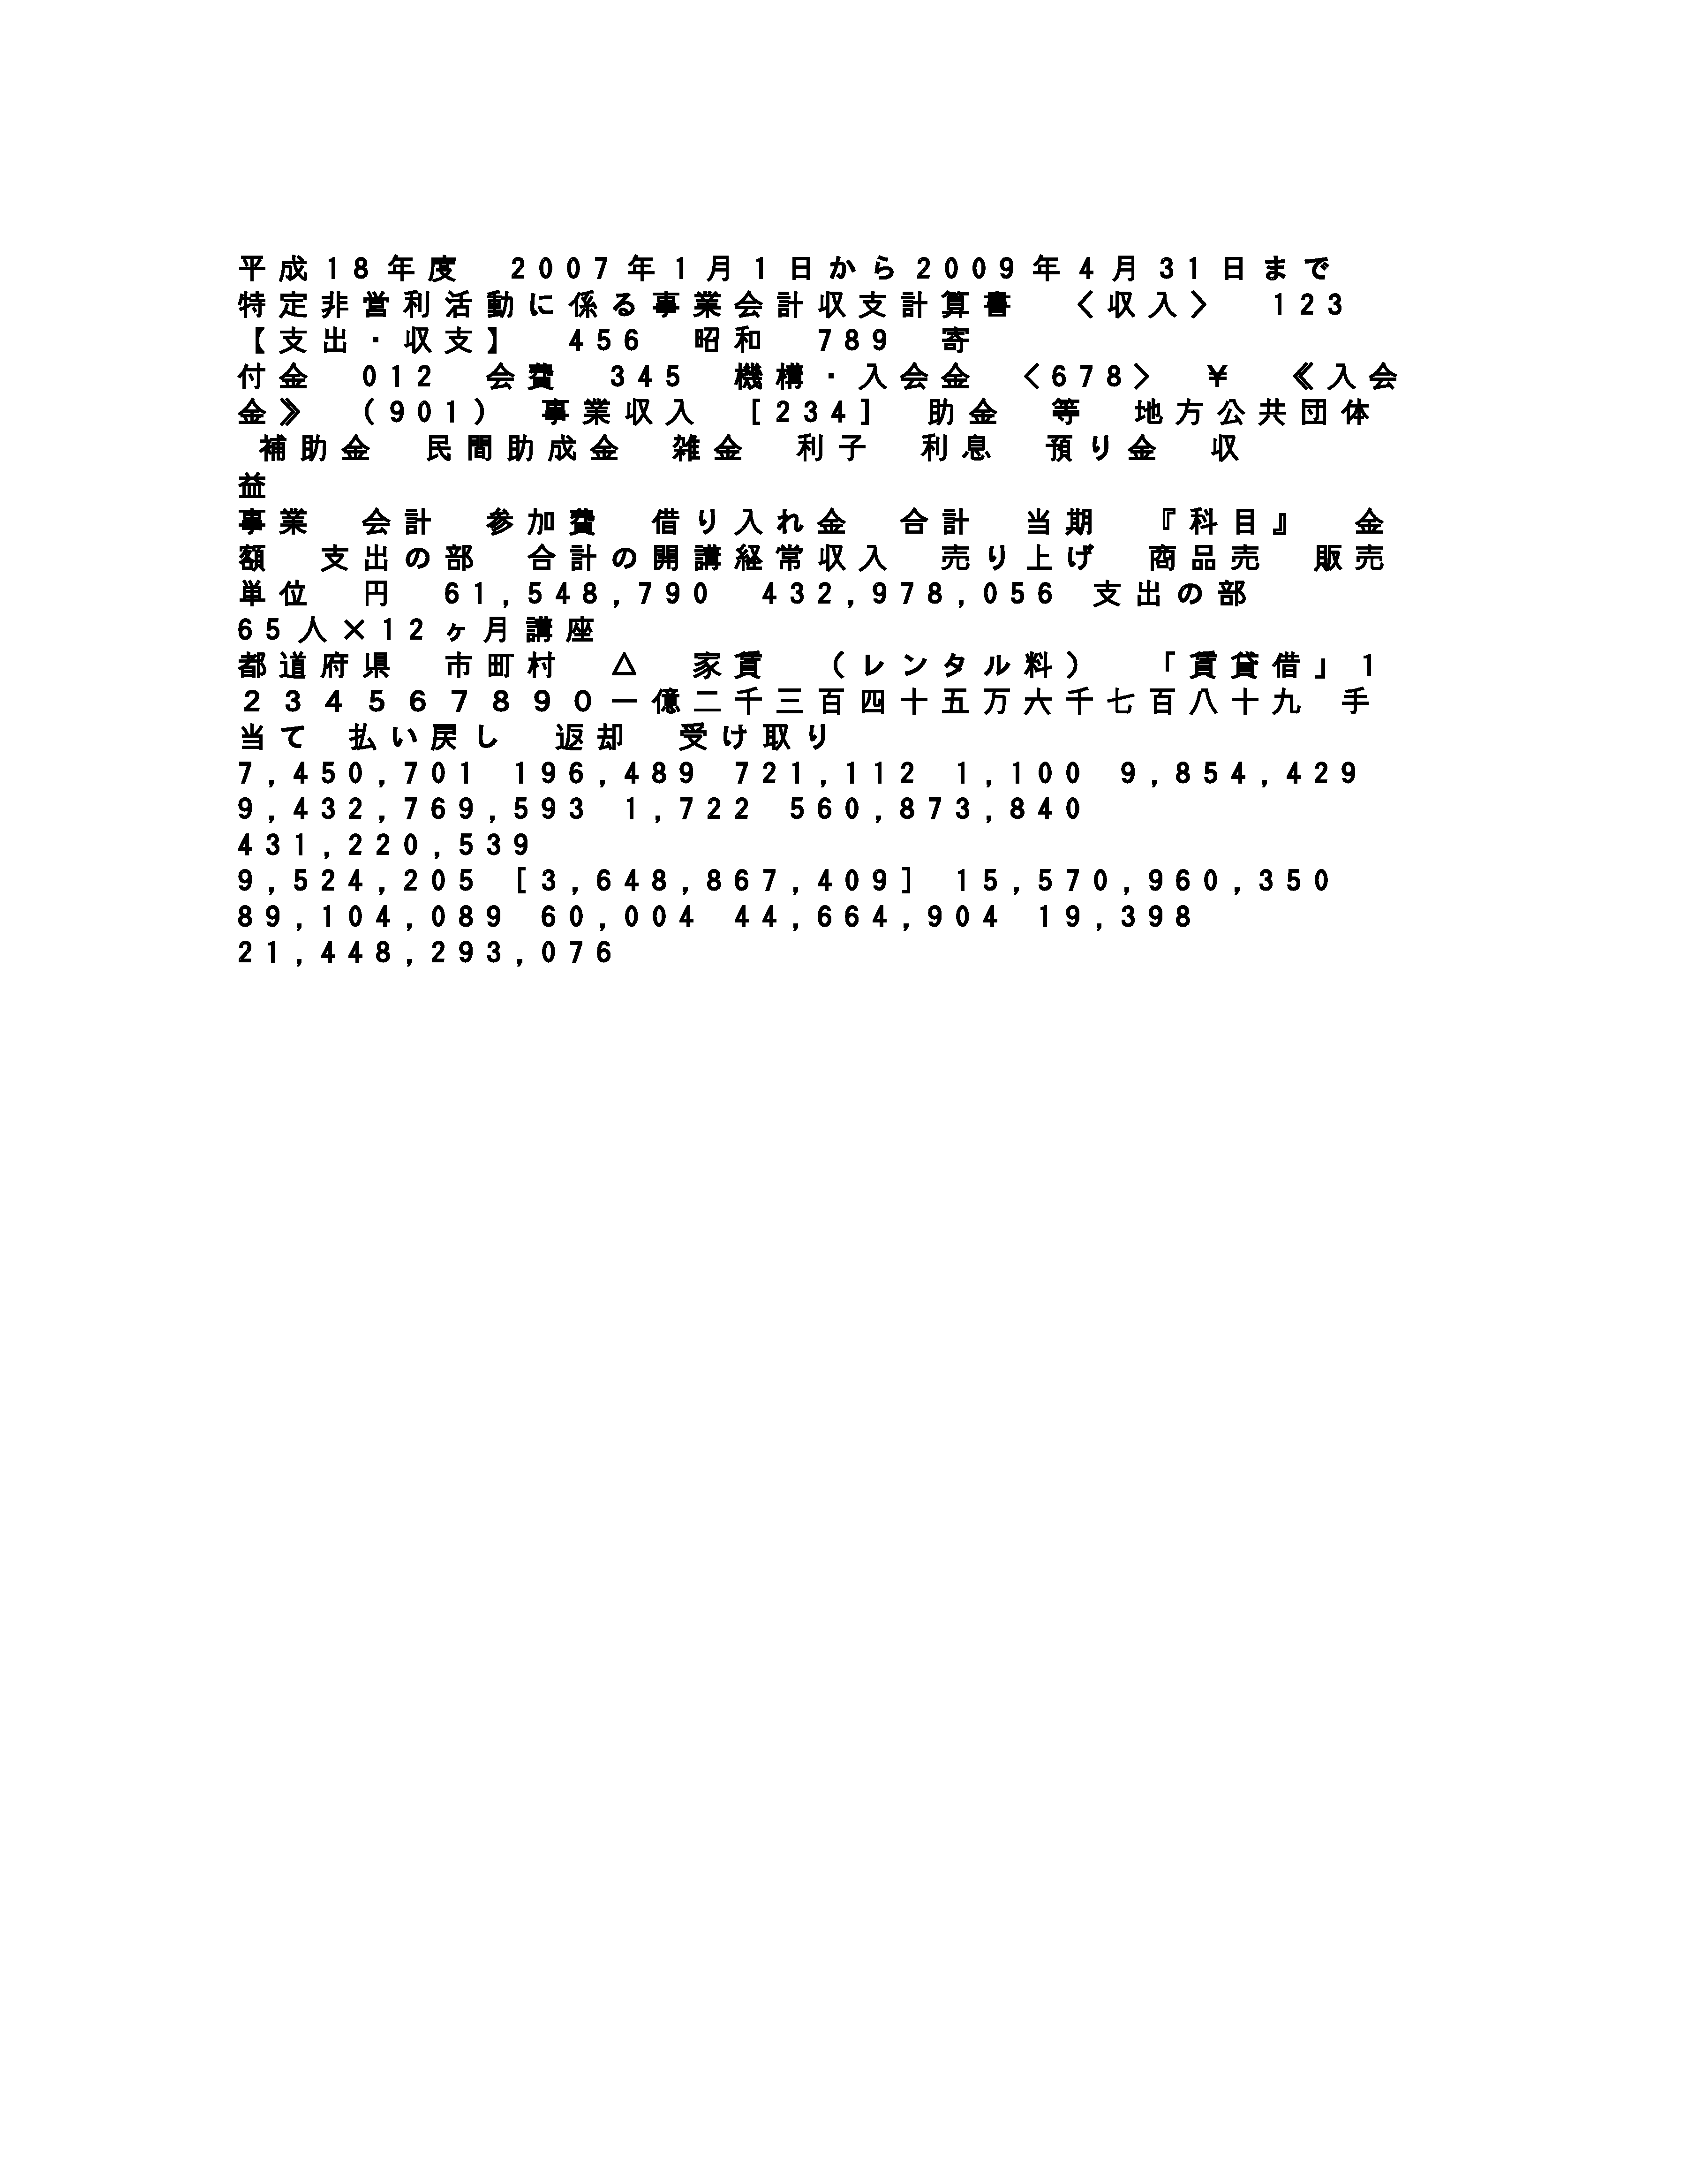 平成18年度　2007年1月1日から2009年4月31日まで
特定非営利活動に係る事業会計収支計算書　〈収入〉　123
【支出・収支】　456　昭和　789　寄
付金　012　会費　345　機構・入会金　〈678〉　￥　《入会
金》　(901)　事業収入　[234]　助金　等　地方公共団体
補助金　民間助成金　雑金　利子　利息　預り金　収
益
事業　会計　参加費　借り入れ金　合計　当期　『科目』　金
額　支出の部　合計の開講経常収入　売り上げ　商品売　販売
単位　円　61,548,790　432,978,056 支出の部
65人×12ヶ月講座
都道府県　市町村　△　家賃　（レンタル料）　「賃貸借」1
２３４５６７８９０一億二千三百四十五万六千七百八十九 手
当て 払い戻し　返却　受け取り
7,450,701 196,489 721,112 1,100 9,854,429
9,432,769,593 1,722 560,873,840
431,220,539
9,524,205 [3,648,867,409] 15,570,960,350
89,104,089 60,004 44,664,904 19,398
21,448,293,076